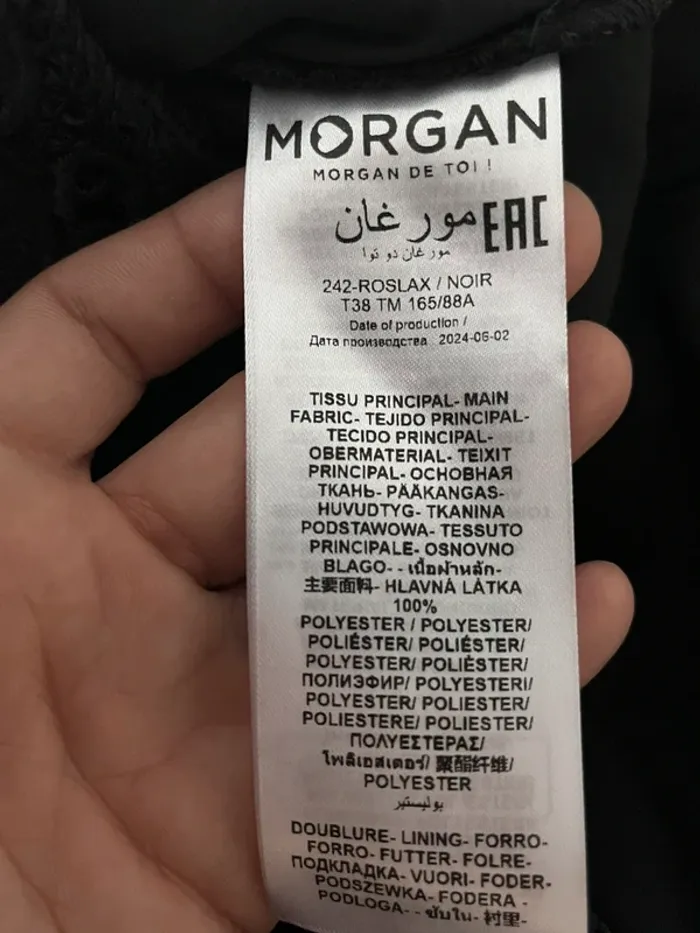 MORGAN
MORGAN DE TOI !
مورغان EAC
مورغان دو توا
242-ROSLAX / NOIR
T38 TM 165/88A
Date of production /
Дата производства 2024-06-02
TISSU PRINCIPAL- MAIN
FABRIC- TEJIDO PRINCIPAL-
TECIDO PRINCIPAL-
OBERMATERIAL- TEIXIT
PRINCIPAL- ОСНОВНАЯ
ТКАНЬ- PÄÄKANGAS-
HUVUDTYG- TKANINA
PODSTAWOWA- TESSUTO
PRINCIPALE- OSNOVNO
BLAGO- - เนื้อผ้าหลัก-
主要面料- HLAVNÁ LÁTKA
100%
POLYESTER / POLYESTER/
POLIÉSTER/ POLIÉSTER/
POLYESTER/ POLIÈSTER/
ПОЛИЭФИР/ POLYESTERI/
POLYESTER/ POLIESTER/
POLIESTERE/ POLIESTER/
ΠΟΛΥΕΣΤΕΡΑΣ/
โพลีเอสเตอร์/ 聚酯纤维/
POLYESTER
بوليستير
DOUBLURE- LINING- FORRO-
FORRO- FUTTER- FOLRE-
ПОДКЛАДКА- VUORI- FODER-
PODSZEWKA- FODERA -
PODLOGA- - ซับใน- 衬里-